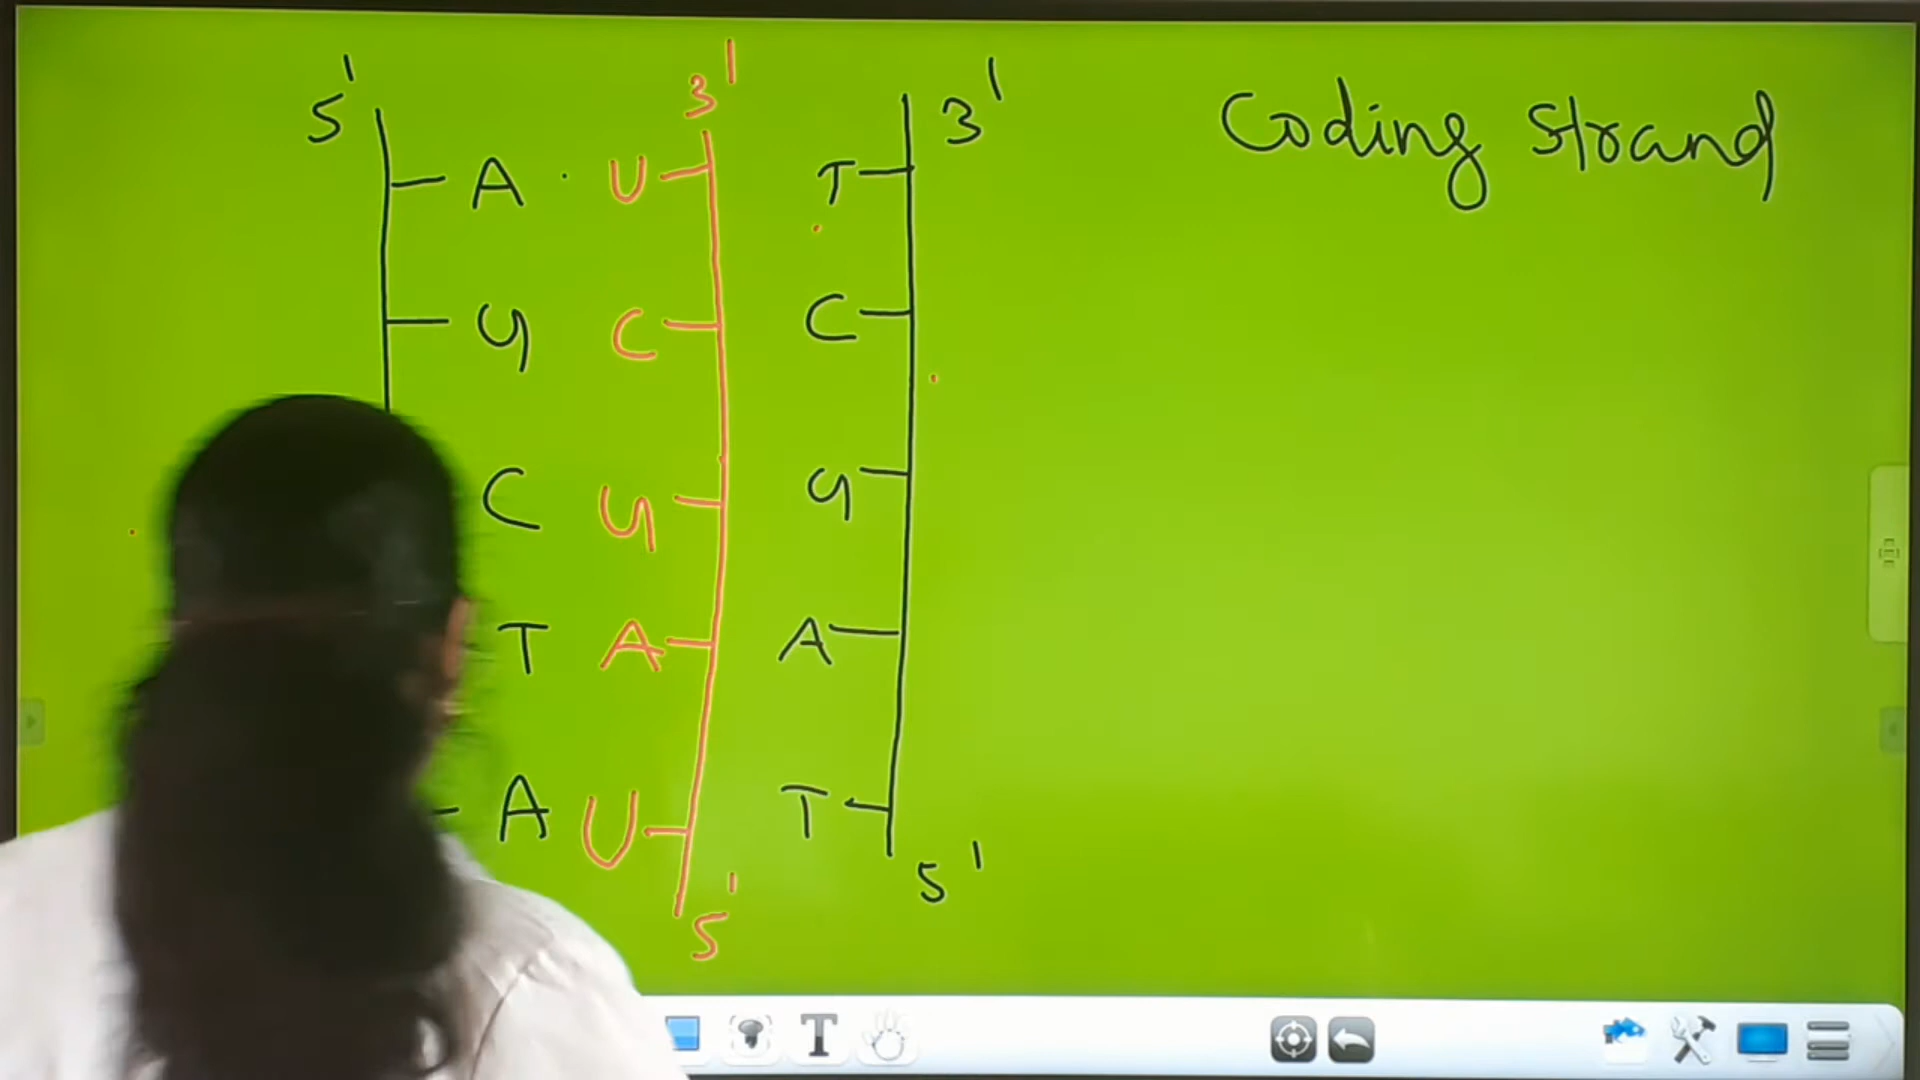 5' 3' 3' Coding strand
A U T
G C C
C G G
T A A
A U T
5' 5'
T